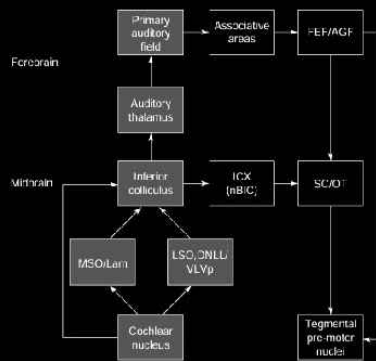 Primary
auditory
field
Associative
areas
FEF/AGF
Forebrain
Auditory
thalamus
Midbrain
Inferior
colliculus
ICX
(nBIC)
SC/OT
MSO/Lam
LSO,DNLL/
VLVp
Cochlear
nucleus
Tegmental
pre-motor
nuclei